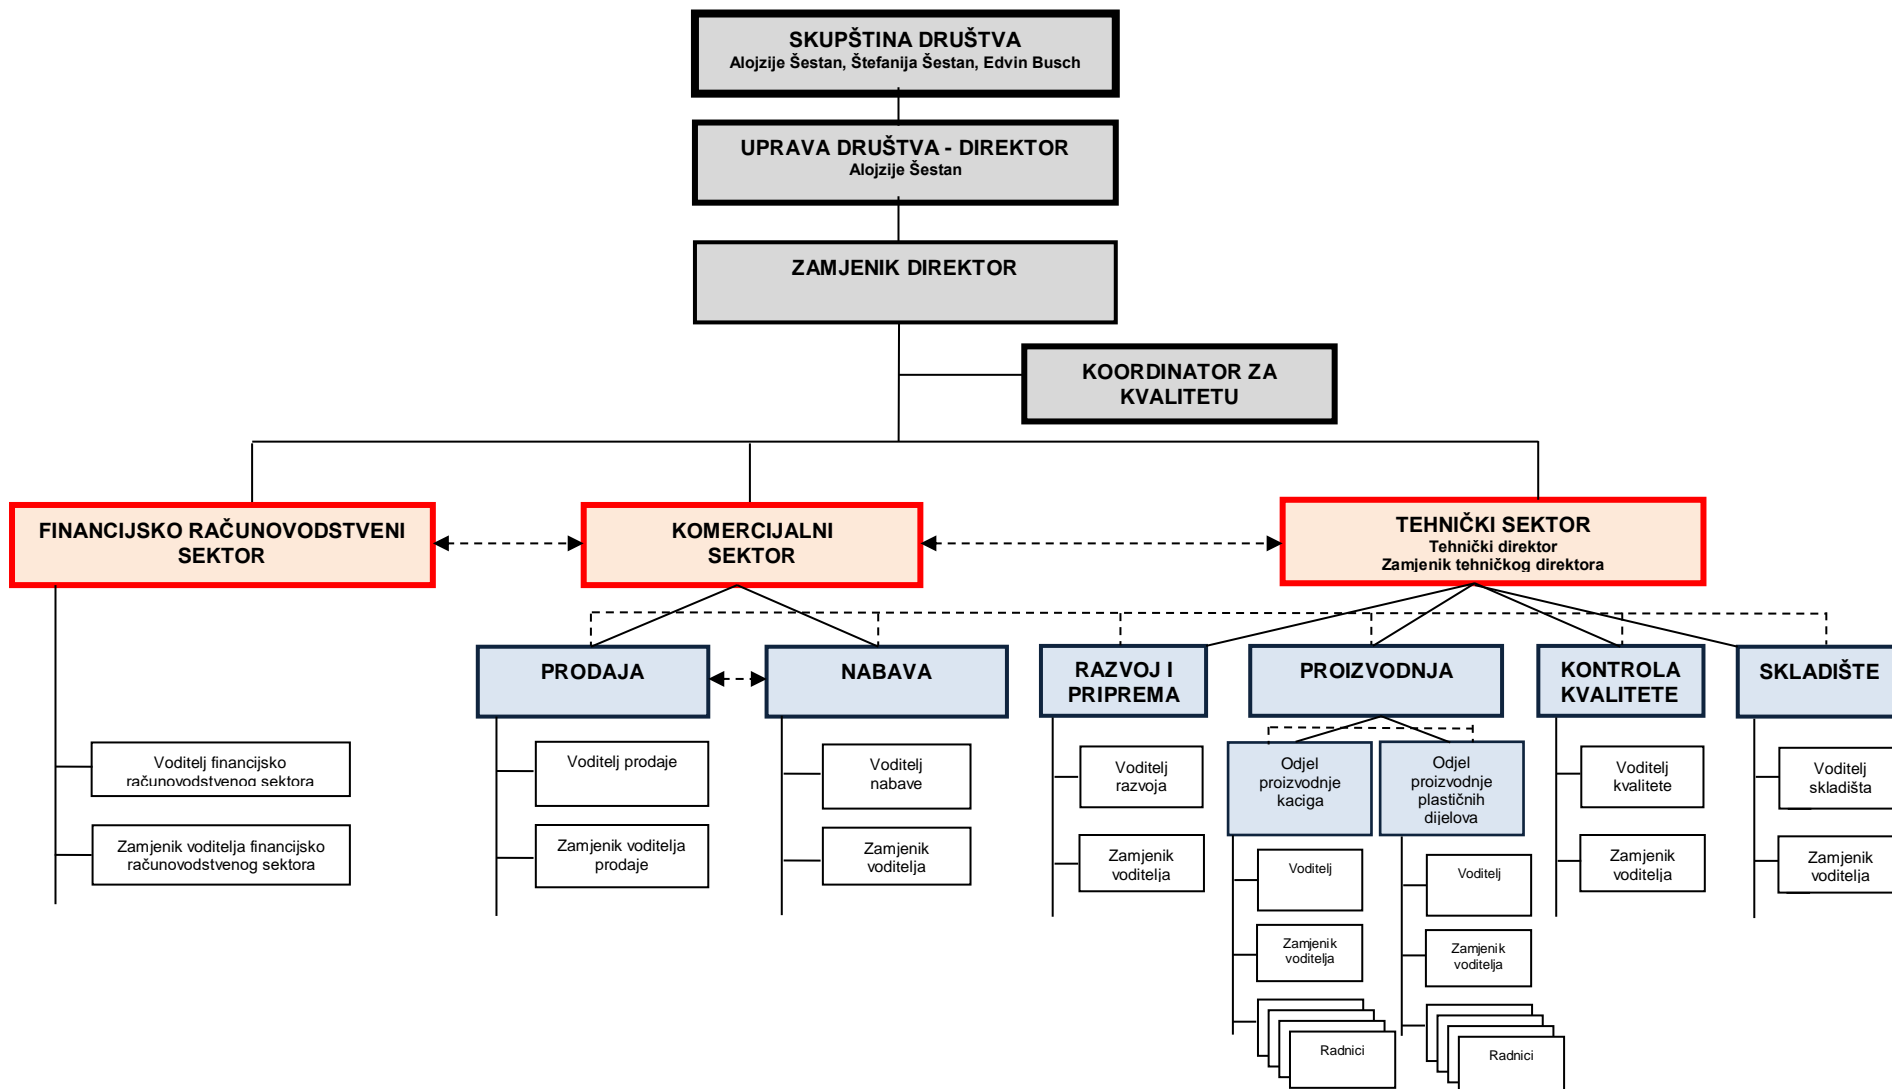 SKUPŠTINA DRUŠTVA
Alojzije Šestan, Štefanija Šestan, Edvin Busch
UPRAVA DRUŠTVA - DIREKTOR
Alojzije Šestan
ZAMJENIK DIREKTOR
KOORDINATOR ZA
KVALITETU
FINANCIJSKO RAČUNOVODSTVENI
SEKTOR
KOMERCIJALNI
SEKTOR
TEHNIČKI SEKTOR
Tehnički direktor
Zamjenik tehničkog direktora
PRODAJA
NABAVA
RAZVOJ I
PRIPREMA
PROIZVODNJA
KONTROLA
KVALITETE
SKLADIŠTE
Voditelj financijsko
računovodstvenog sektora
Zamjenik voditelja financijsko
računovodstvenog sektora
Voditelj prodaje
Zamjenik voditelja
prodaje
Voditelj
nabave
Zamjenik
voditelja
Voditelj
razvoja
Zamjenik
voditelja
Odjel
proizvodnje
kaciga
Voditelj
Zamjenik
voditelja
Radnici
Odjel
proizvodnje
plastičnih
dijelova
Voditelj
Zamjenik
voditelja
Radnici
Voditelj
kvalitete
Zamjenik
voditelja
Voditelj
skladišta
Zamjenik
voditelja